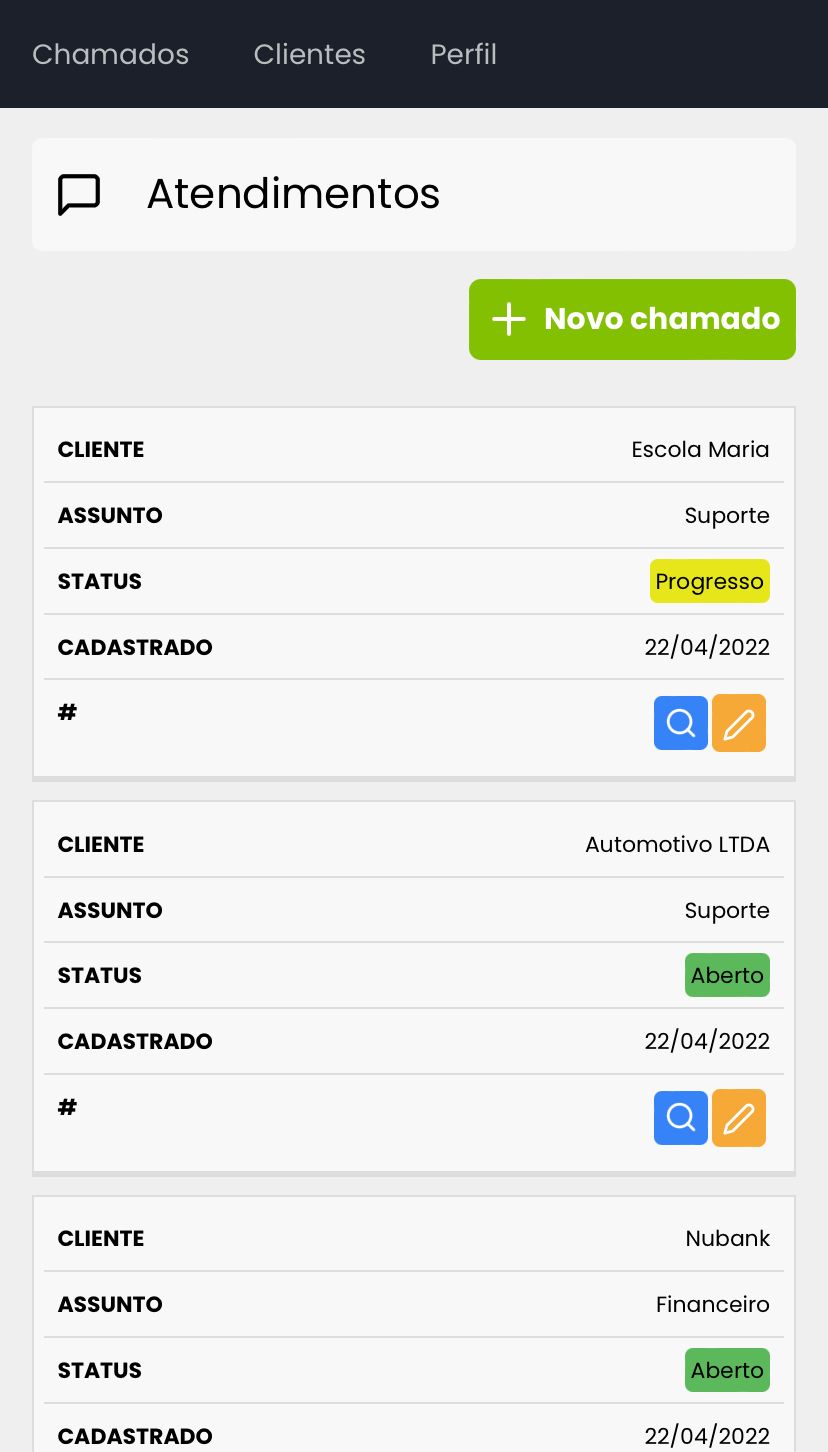 Chamados Clientes Perfil
Atendimentos
Novo chamado
CLIENTE Escola Maria
ASSUNTO Suporte
STATUS Progresso
CADASTRADO 22/04/2022
#
CLIENTE Automotivo LTDA
ASSUNTO Suporte
STATUS Aberto
CADASTRADO 22/04/2022
#
CLIENTE Nubank
ASSUNTO Financeiro
STATUS Aberto
CADASTRADO 22/04/2022